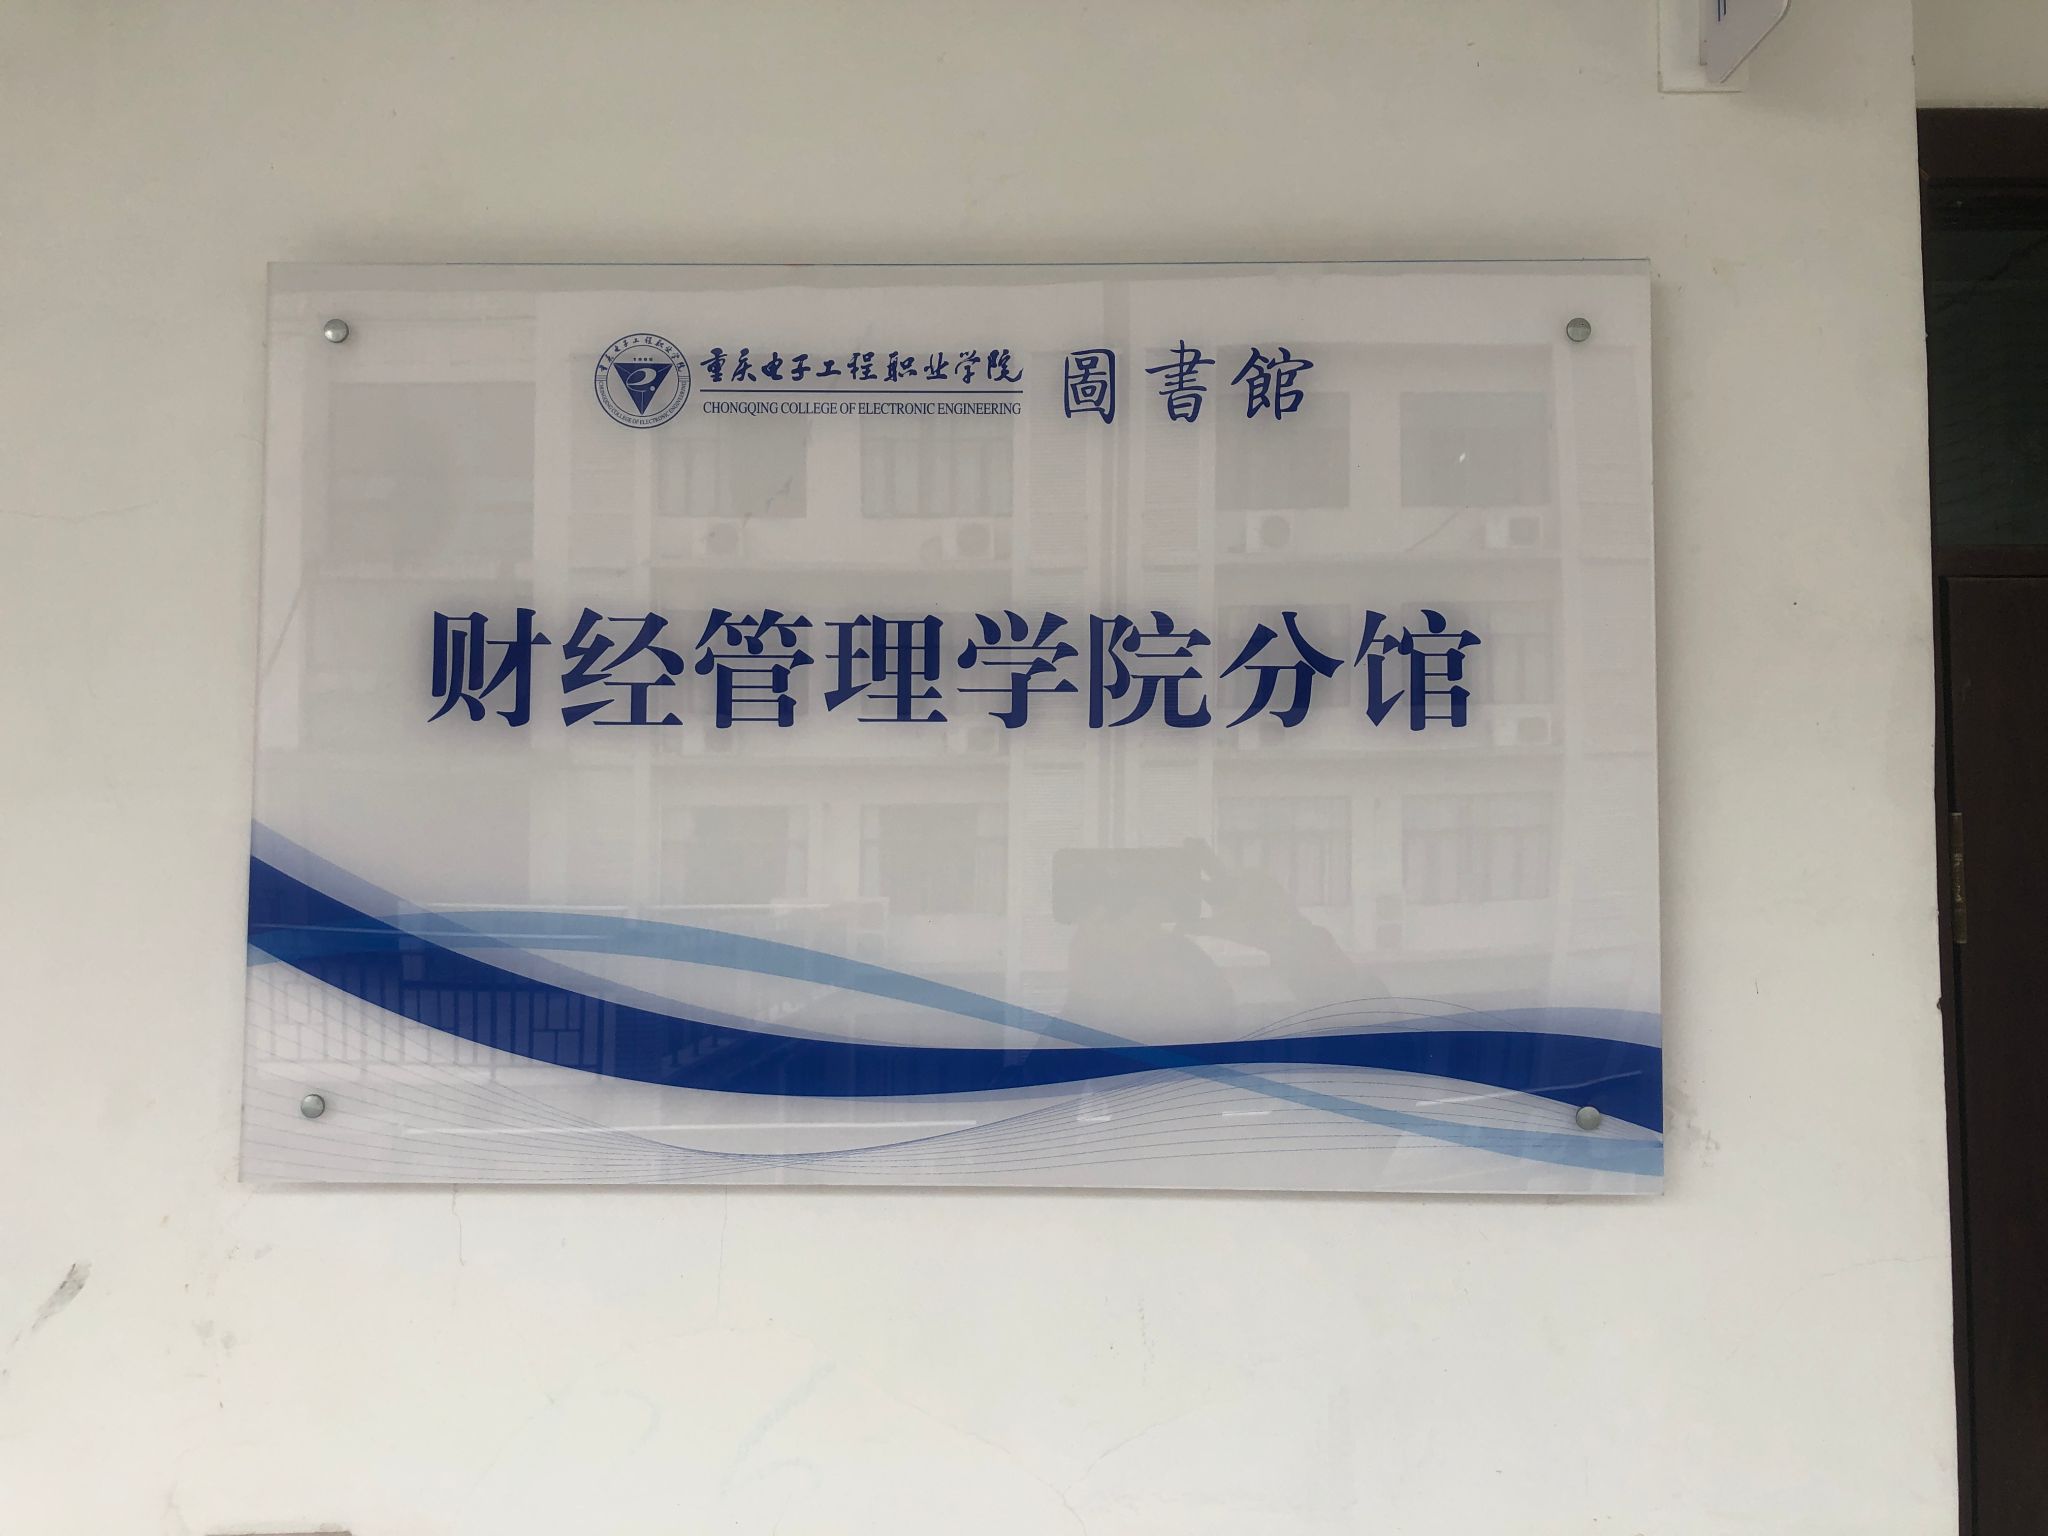 重庆电子工程职业学院 圖書館
CHONGQING COLLEGE OF ELECTRONIC ENGINEERING
财经管理学院分馆